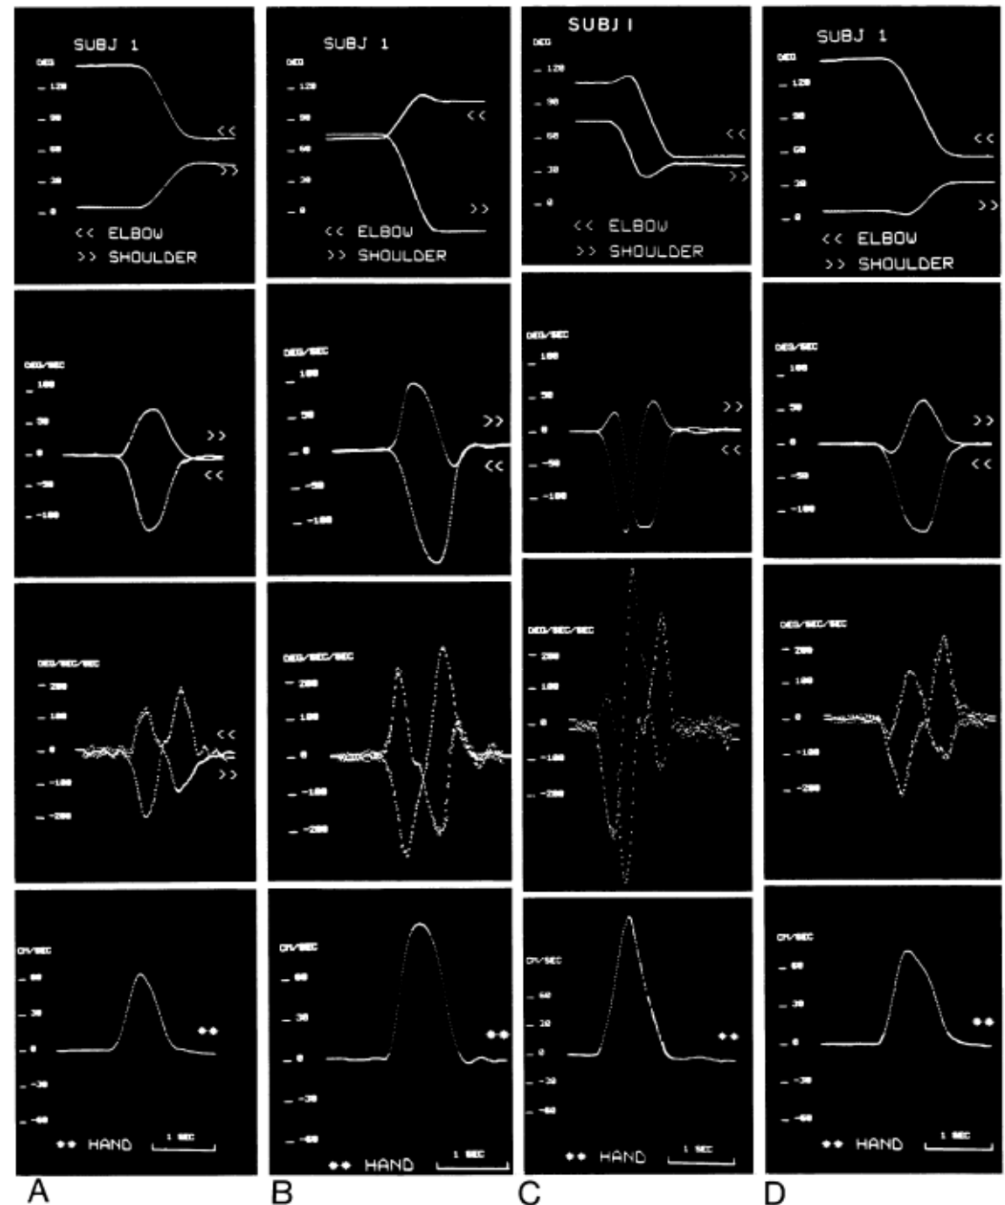 SUBJ 1
DEG
120
90
60
30
0
<<
>>
<< ELBOW
>> SHOULDER
DEG/SEC
100
50
0
-50
-100
>>
<<
DEG/SEC/SEC
200
100
0
-100
-200
<<
>>
CM/SEC
60
30
0
-30
-60
** HAND
1 SEC
A
SUBJ 1
DEG
120
90
60
30
0
<<
>>
<< ELBOW
>> SHOULDER
DEG/SEC
100
50
0
-50
-100
>>
<<
DEG/SEC/SEC
200
100
0
-100
-200
CM/SEC
60
30
0
-30
-60
** HAND
1 SEC
B
SUBJ 1
DEG
120
90
60
30
0
<<
>>
<< ELBOW
>> SHOULDER
DEG/SEC
100
50
0
-50
-100
>>
<<
DEG/SEC/SEC
200
100
0
-100
-200
CM/SEC
60
30
0
-30
-60
** HAND
1 SEC
C
SUBJ 1
DEG
120
90
60
30
0
<<
>>
<< ELBOW
>> SHOULDER
DEG/SEC
100
50
0
-50
-100
>>
<<
DEG/SEC/SEC
200
100
0
-100
-200
CM/SEC
60
30
0
-30
-60
** HAND
1 SEC
D